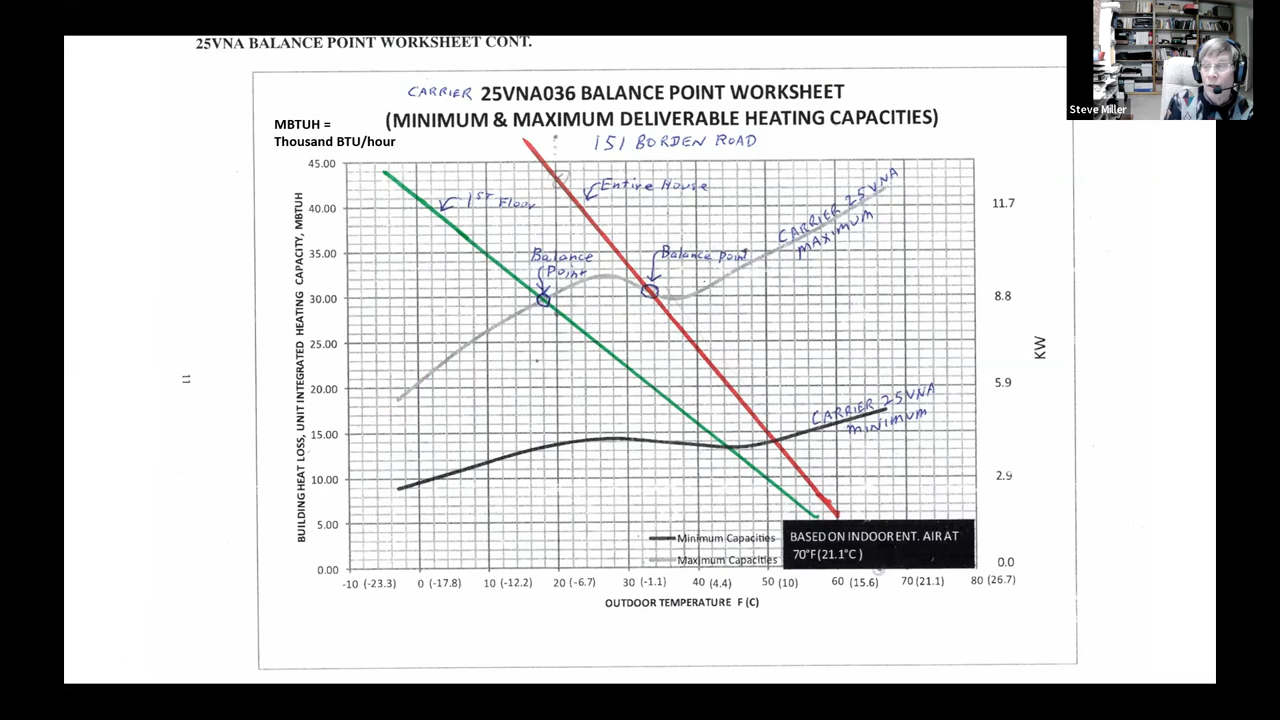 25VNA BALANCE POINT WORKSHEET CONT.
Steve Miller
CARRIER 25VNA036 BALANCE POINT WORKSHEET
(MINIMUM & MAXIMUM DELIVERABLE HEATING CAPACITIES)
MBTUH =
Thousand BTU/hour
151 BORDEN ROAD
BUILDING HEAT LOSS, UNIT INTEGRATED HEATING CAPACITY, MBTUH
45.00
40.00
35.00
30.00
25.00
20.00
15.00
10.00
5.00
0.00
1ST Floor
Entire House
CARRIER 25VNA
MAXIMUM
Balance
Point
Balance point
CARRIER 25VNA
MINIMUM
11.7
8.8
5.9
2.9
0.0
KW
11
Minimum Capacities
Maximum Capacities
BASED ON INDOOR ENT. AIR AT
70°F(21.1°C )
-10 (-23.3) 0 (-17.8) 10 (-12.2) 20 (-6.7) 30 (-1.1) 40 (4.4) 50 (10) 60 (15.6) 70 (21.1) 80 (26.7)
OUTDOOR TEMPERATURE F (C)